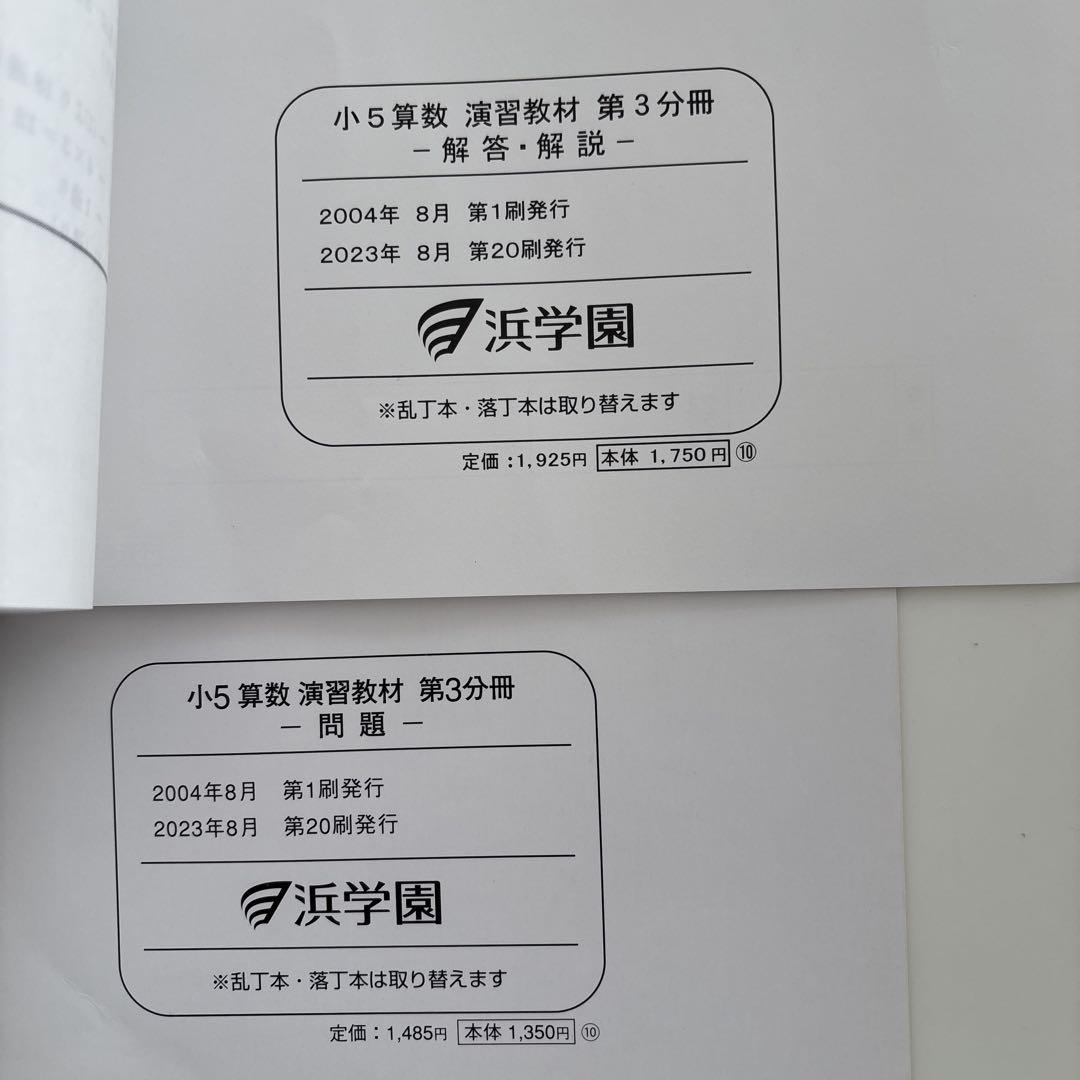 小5算数 演習教材 第3分冊
－解答・解説－
2004年 8月 第1刷発行
2023年 8月 第20刷発行
浜学園
※乱丁本・落丁本は取り替えます
定価:1,925円 本体 1,750円 ⑩
小5算数 演習教材 第3分冊
－ 問題 －
2004年8月 第1刷発行
2023年8月 第20刷発行
浜学園
※乱丁本・落丁本は取り替えます
定価：1,485円 本体 1,350円 ⑩